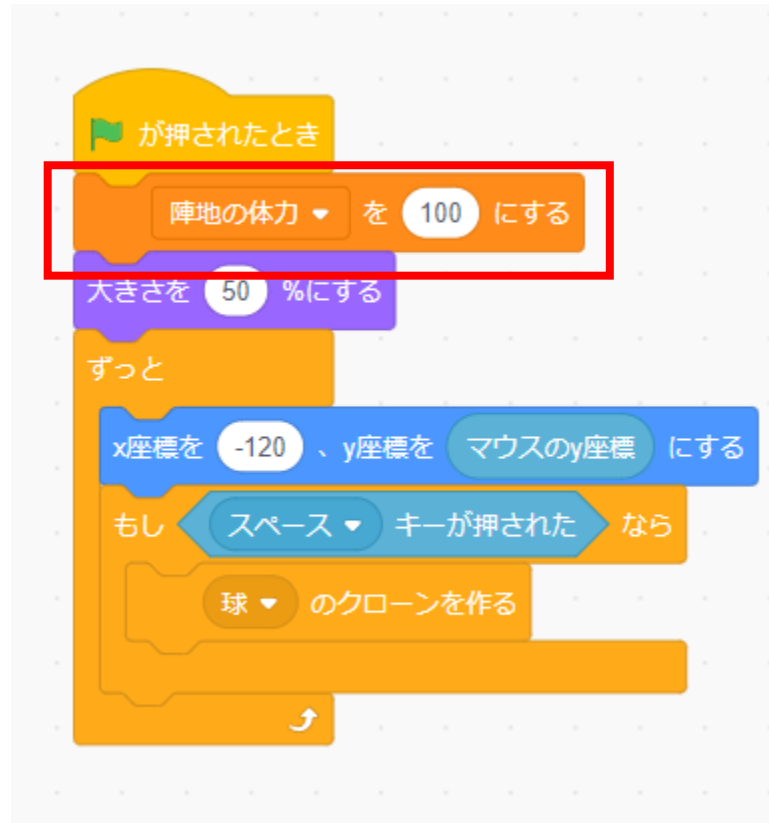 が押されたとき
陣地の体力 を 100 にする
大きさを 50 %にする
ずっと
x座標を -120 、y座標を マウスのy座標 にする
もし スペース キーが押された なら
球 のクローンを作る